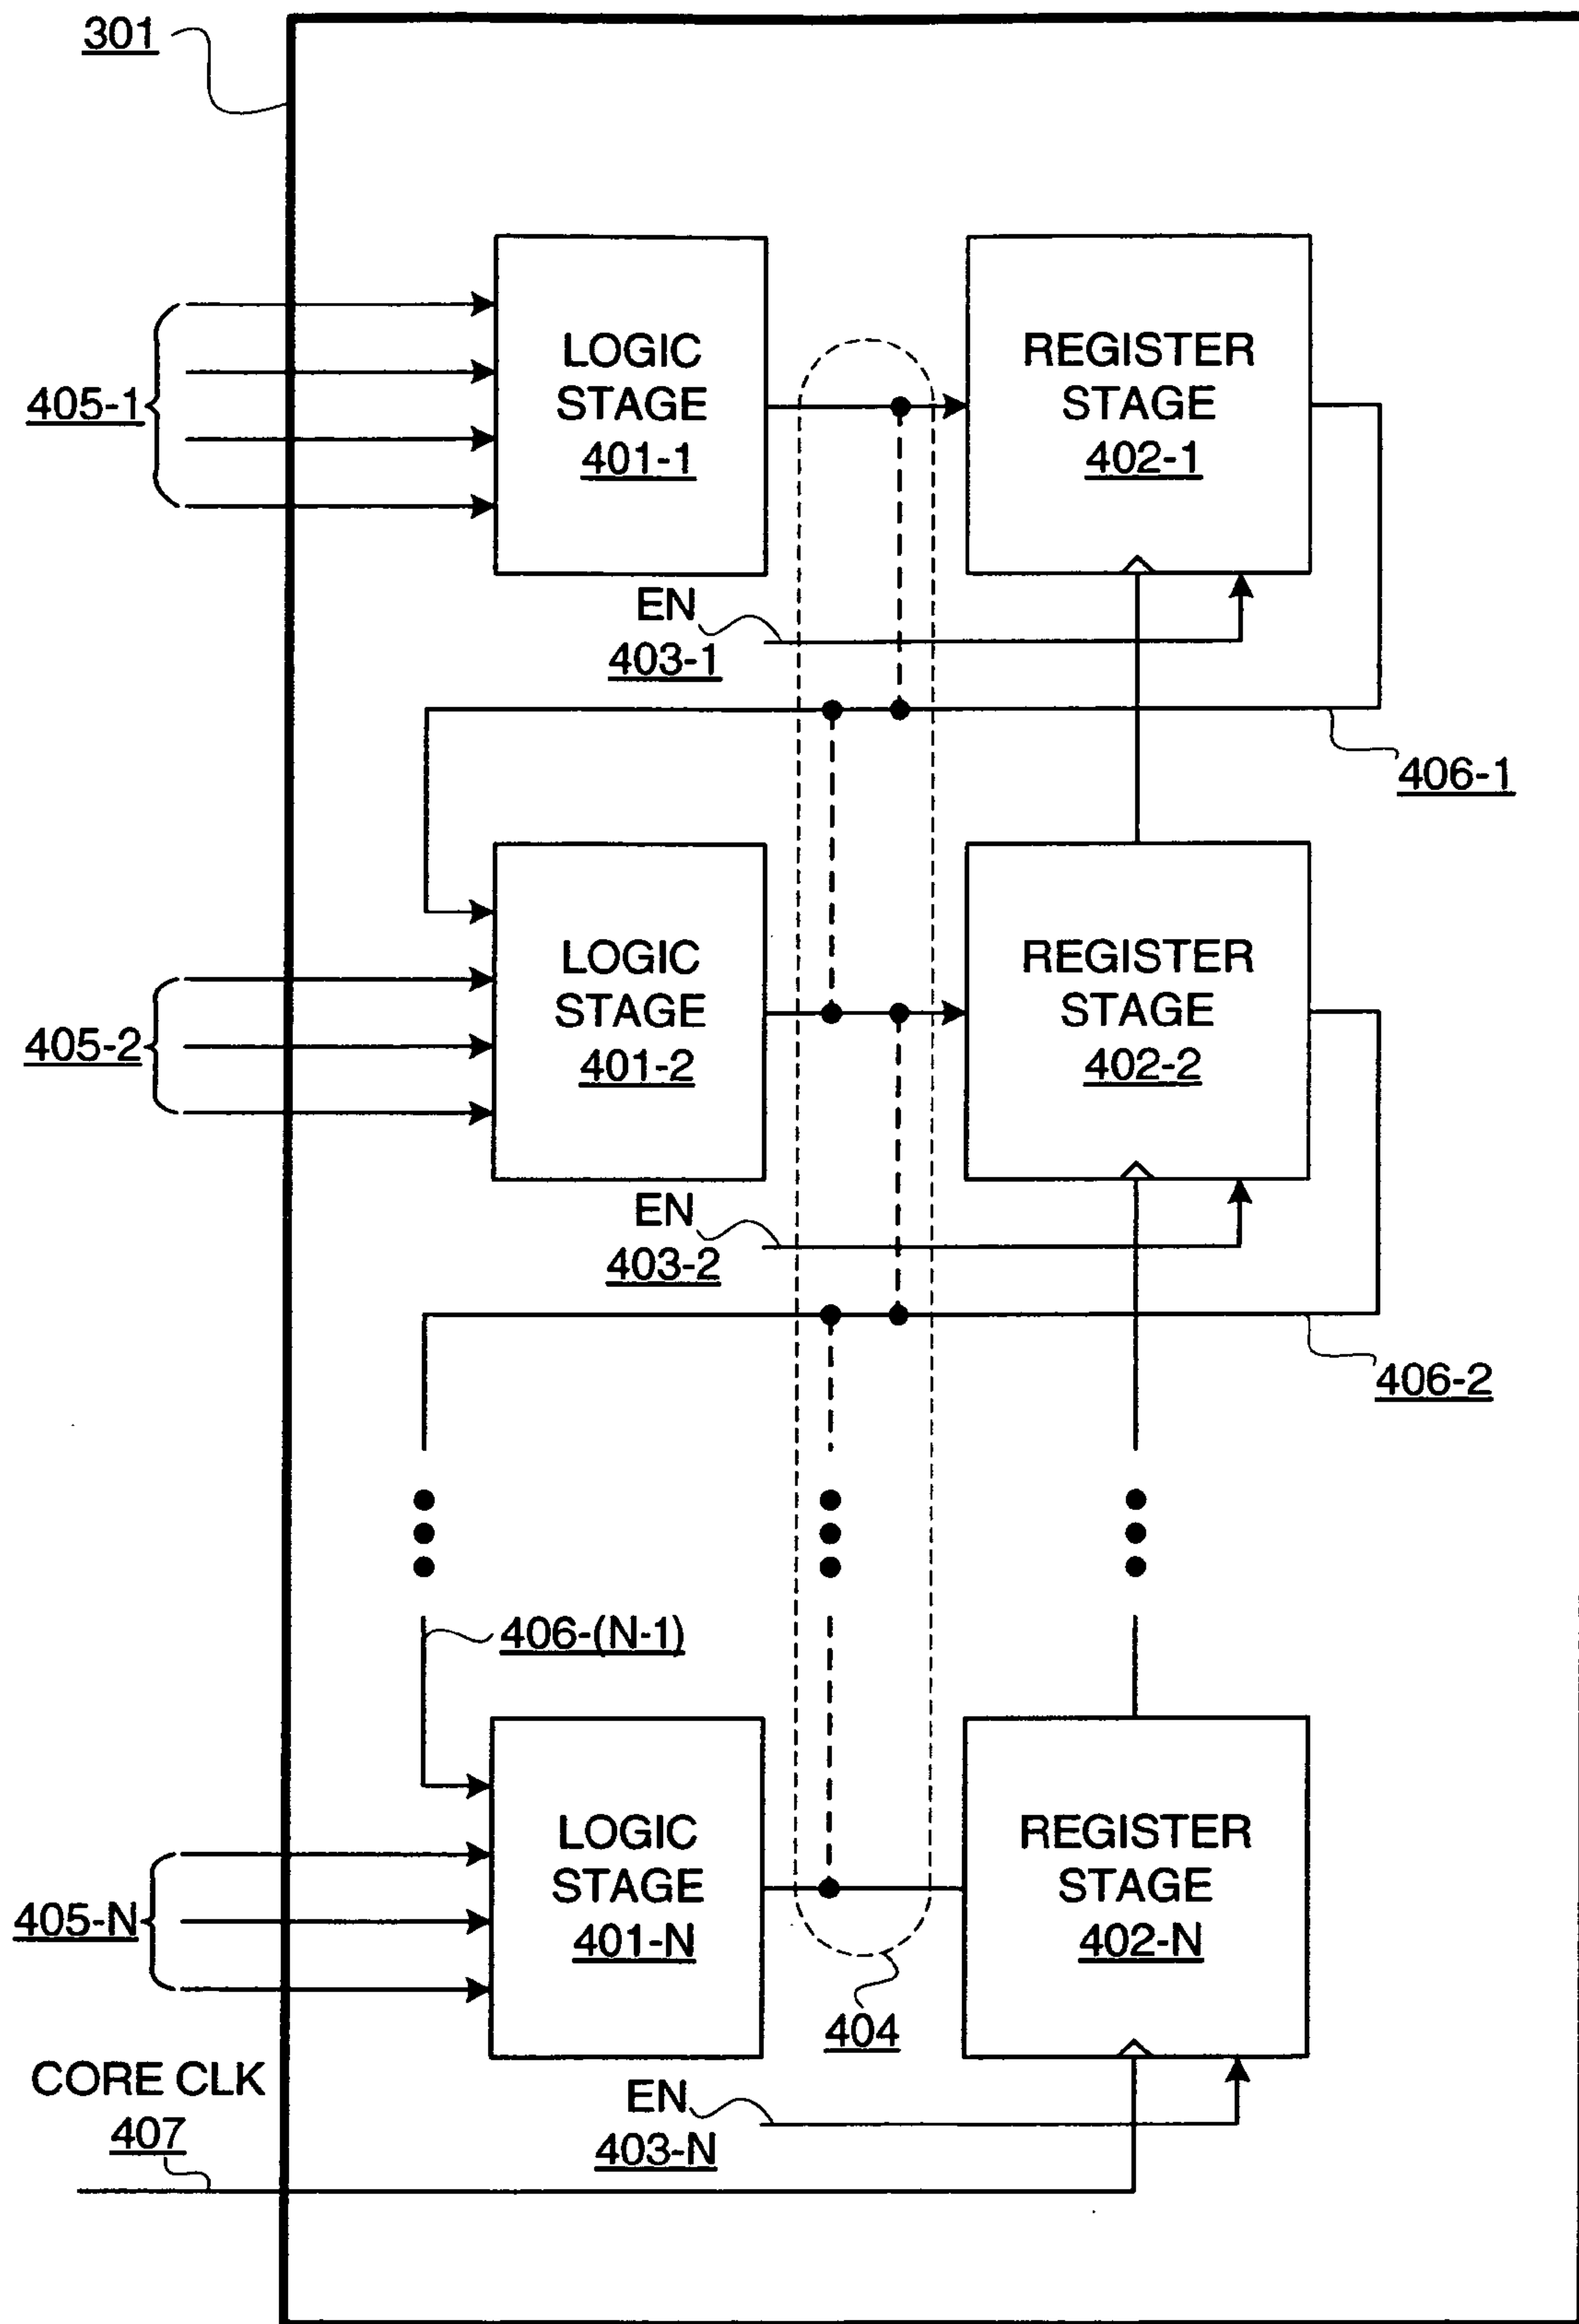 301
LOGIC
STAGE
401-1
REGISTER
STAGE
402-1
405-1
EN
403-1
406-1
LOGIC
STAGE
401-2
REGISTER
STAGE
402-2
405-2
EN
403-2
406-2
406-(N-1)
LOGIC
STAGE
401-N
REGISTER
STAGE
402-N
405-N
404
CORE CLK
407
EN
403-N